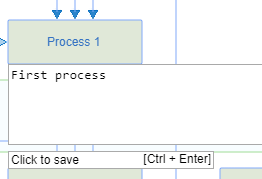 Process 1
First process
Click to save [Ctrl + Enter]